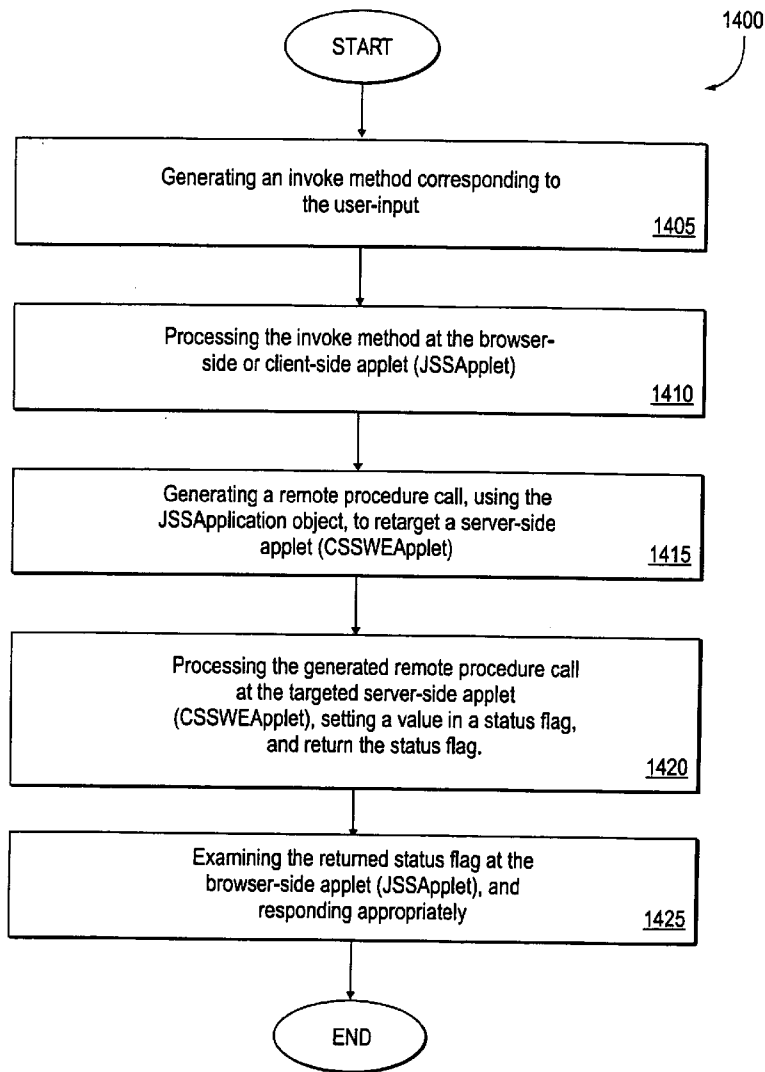 1400
START
Generating an invoke method corresponding to
the user-input
1405
Processing the invoke method at the browser-
side or client-side applet (JSSApplet)
1410
Generating a remote procedure call, using the
JSSApplication object, to retarget a server-side
applet (CSSWEApplet)
1415
Processing the generated remote procedure call
at the targeted server-side applet
(CSSWEApplet), setting a value in a status flag,
and return the status flag.
1420
Examining the returned status flag at the
browser-side applet (JSSApplet), and
responding appropriately
1425
END